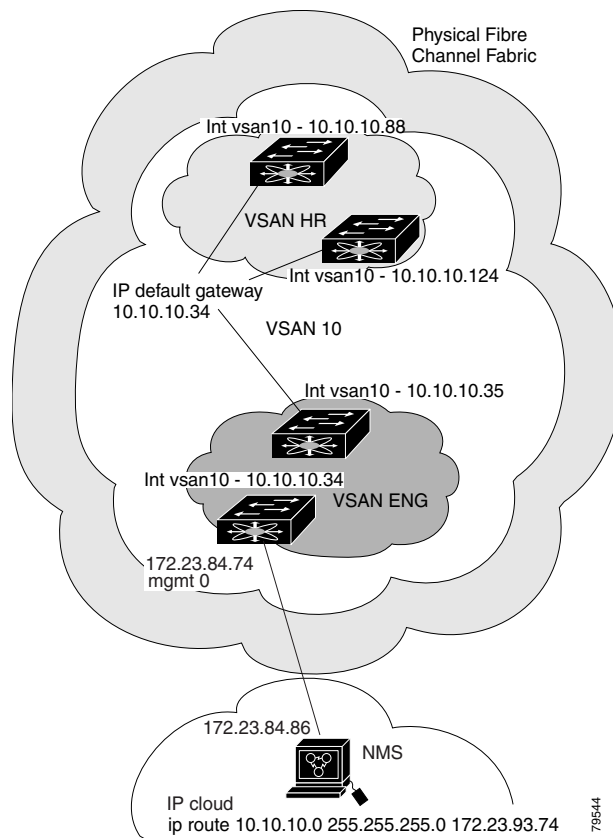 Physical Fibre
Channel Fabric
Int vsan10 - 10.10.10.88
VSAN HR
Int vsan10 - 10.10.10.124
IP default gateway
10.10.10.34
VSAN 10
Int vsan10 - 10.10.10.35
Int vsan10 - 10.10.10.34
VSAN ENG
172.23.84.74
mgmt 0
172.23.84.86
NMS
IP cloud
ip route 10.10.10.0 255.255.255.0 172.23.93.74
79544